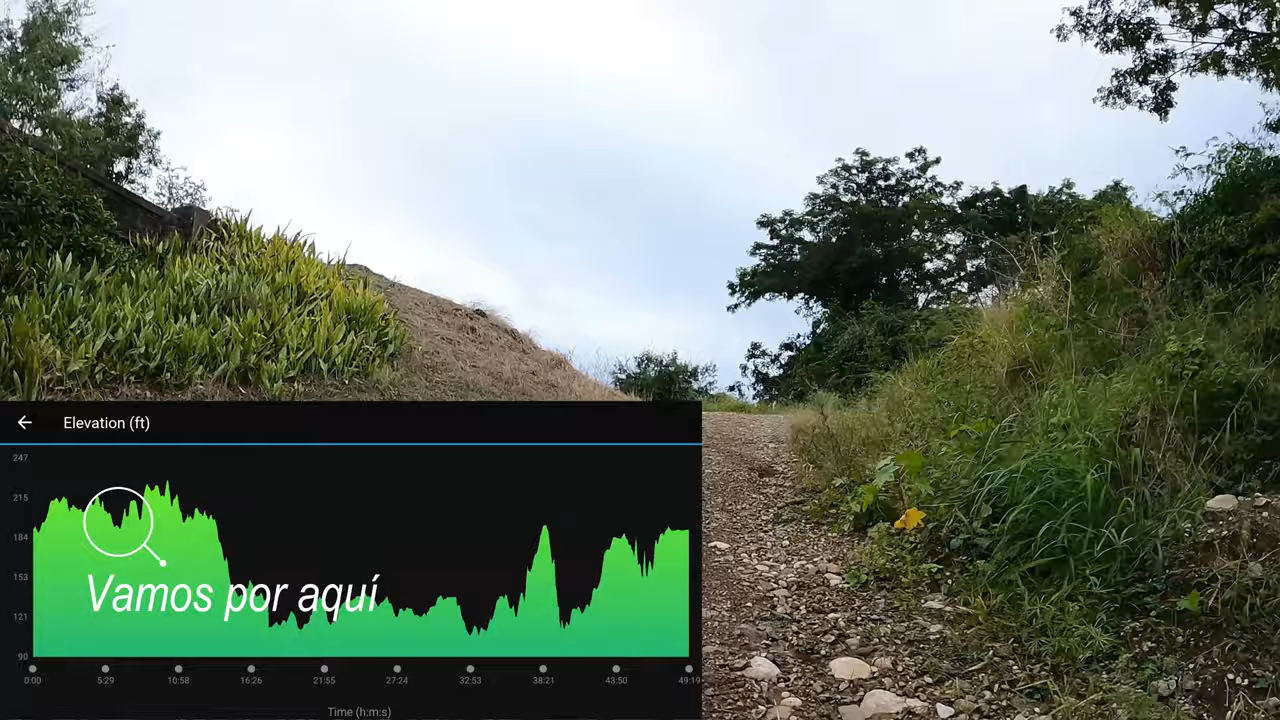 Elevation (ft)
247
215
184
153
121
90
Vamos por aquí
0:00 5:29 10:58 16:26 21:55 27:24 32:53 38:21 43:50 49:19
Time (h:m:s)